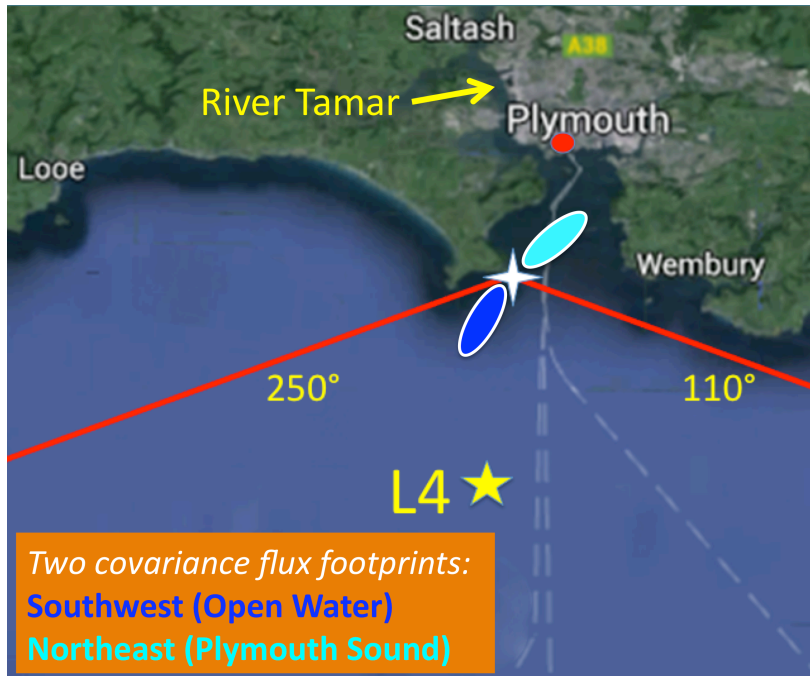 Saltash
A38
River Tamar
Plymouth
Looe
Wembury
250°
110°
L4
Two covariance flux footprints:
Southwest (Open Water)
Northeast (Plymouth Sound)